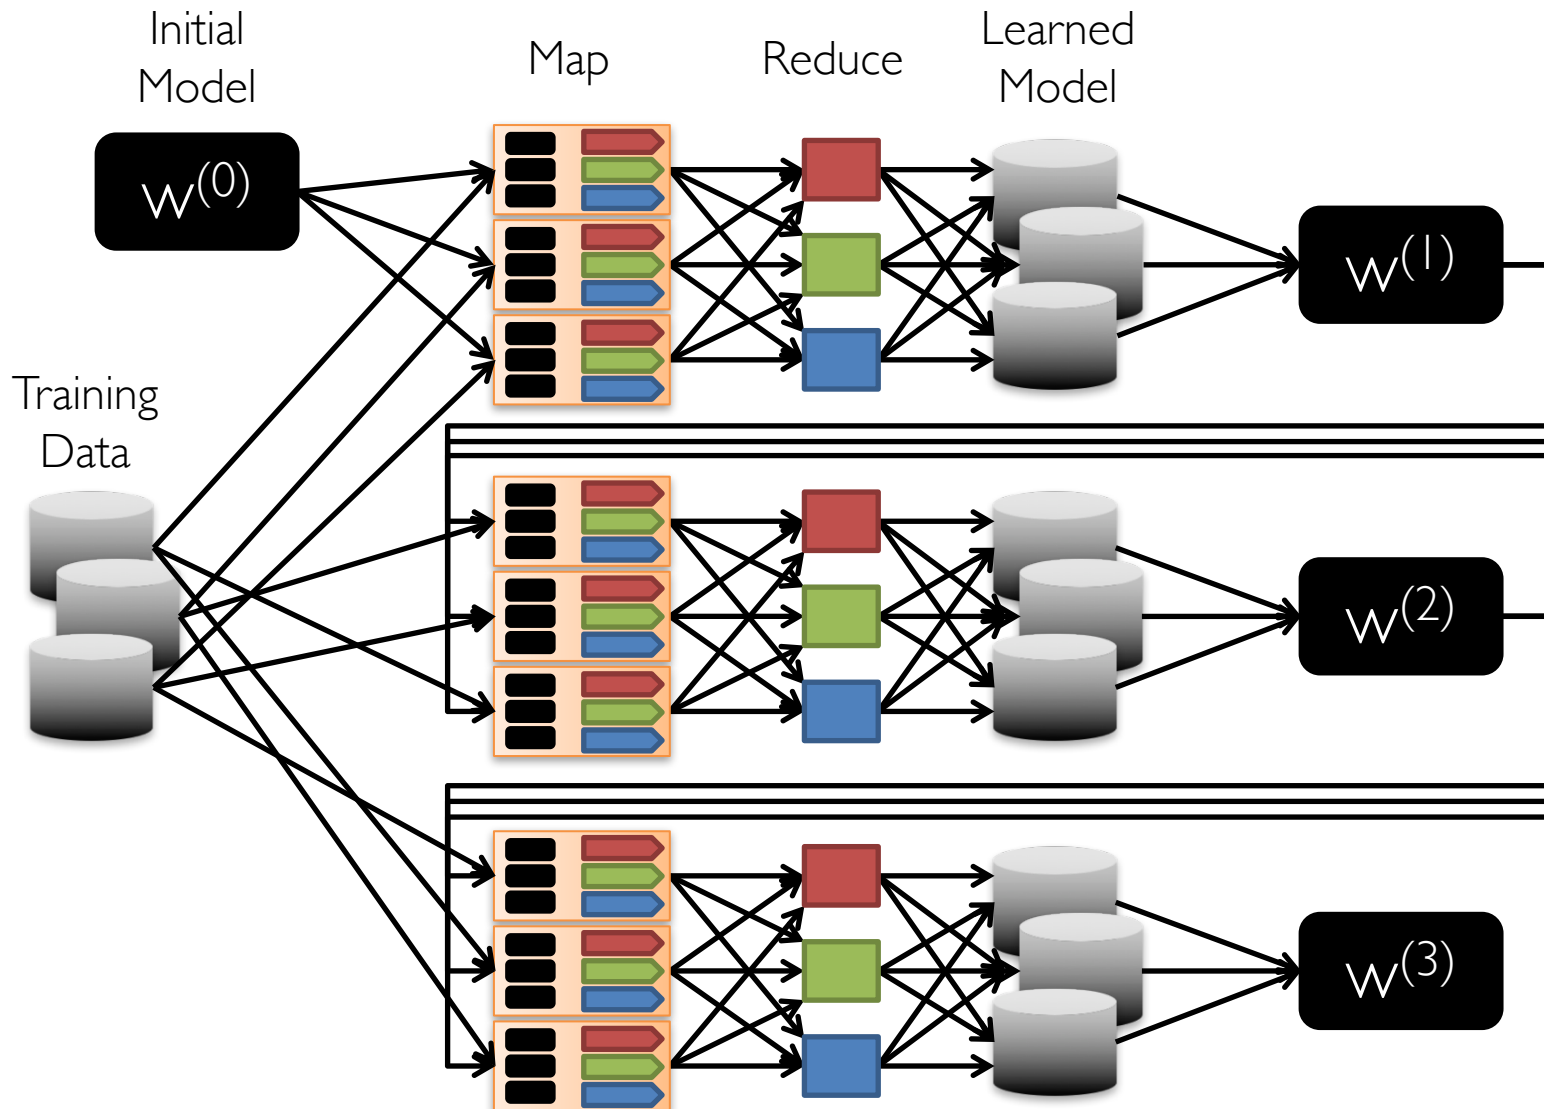 Initial
Model
Map
Reduce
Learned
Model
w(0)
w(1)
Training
Data
w(2)
w(3)